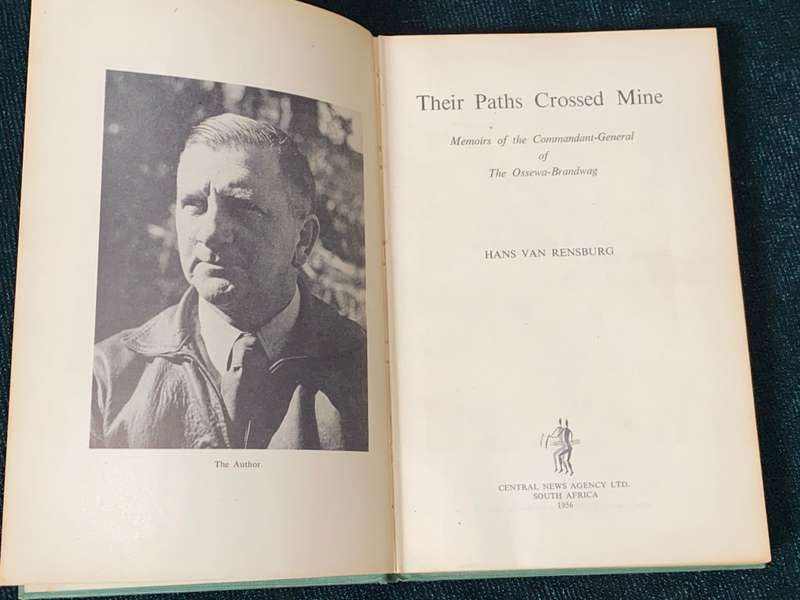 The Author.
Their Paths Crossed Mine
Memoirs of the Commandant-General
of
The Ossewa-Brandwag
HANS VAN RENSBURG
CENTRAL NEWS AGENCY LTD.
SOUTH AFRICA
1956